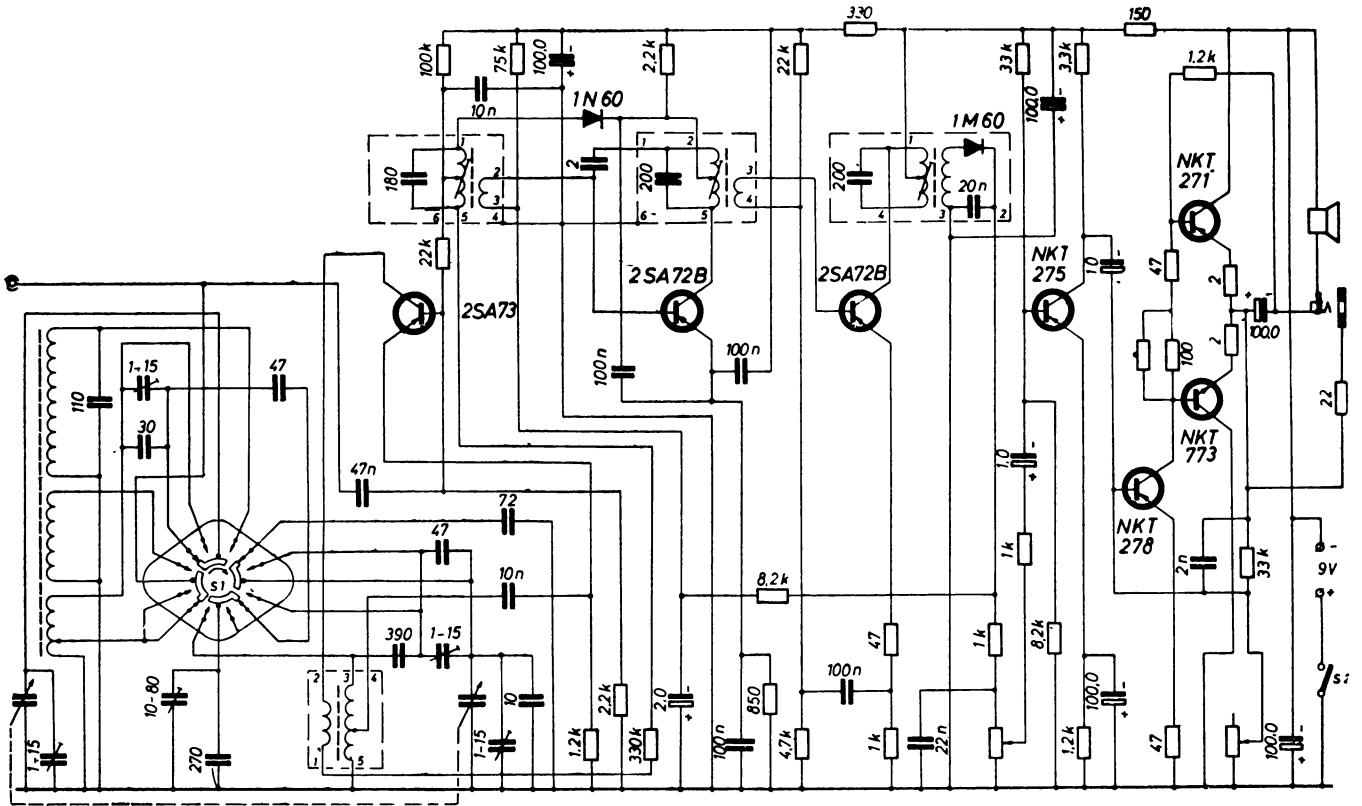 330
150
100k
75k
100,0
2,2k
22k
33k
3,3k
1,2k
10n
1N60
100,0
1M60
NKT
271
180
1
2
3
4
5
6
2
200
1
2
3
4
5
6
200
1
4
20n
3
2
22k
2SA73
2SA72B
2SA72B
NKT
275
10
47
2
2
100,0
100
1-15
47
110
30
100n
100n
NKT
773
22
47n
72
47
10n
1,0
NKT
278
S1
8,2k
1k
2n
33k
9V
390
1-15
47
1k
8,2k
S2
2
3
4
1
5
10-80
270
1-15
1-15
10
1,2k
2,2k
330k
2,0
100n
850
4,7k
100n
1k
22n
100,0
1,2k
47
100,0